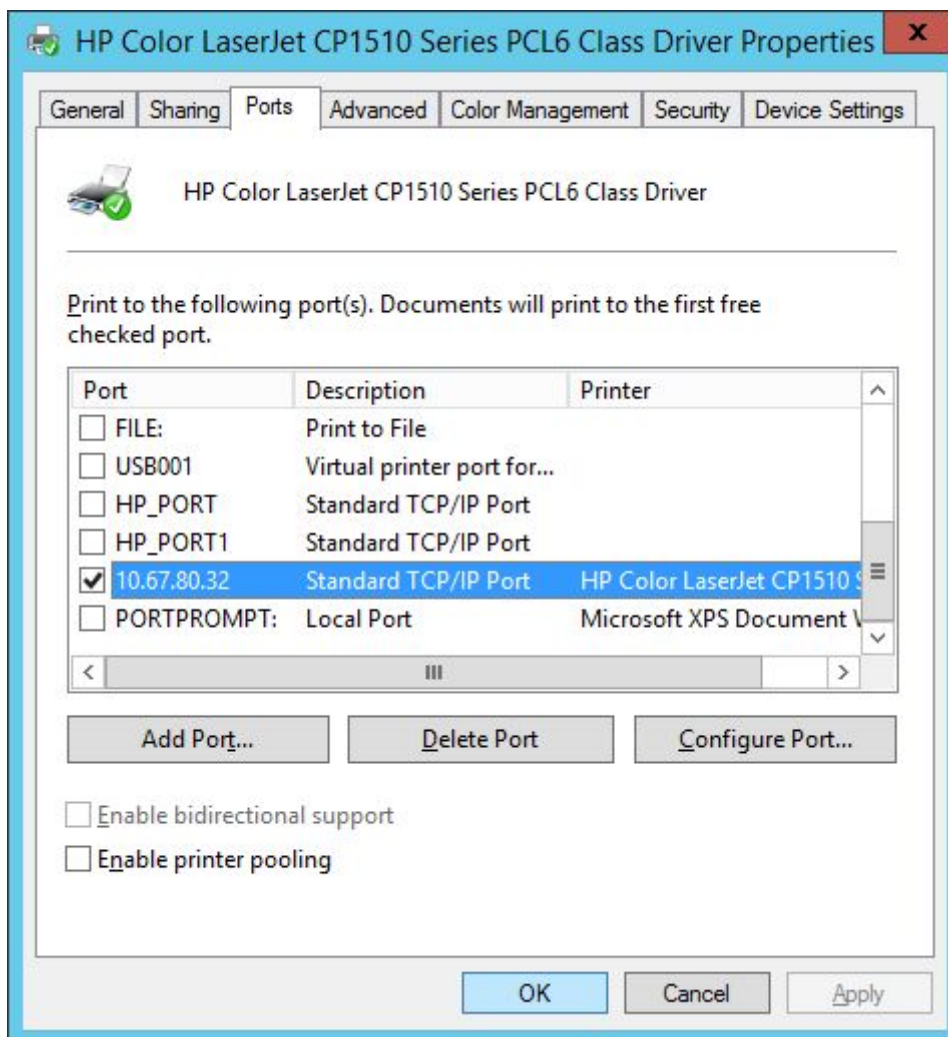 HP Color LaserJet CP1510 Series PCL6 Class Driver Properties x
General Sharing Ports Advanced Color Management Security Device Settings
HP Color LaserJet CP1510 Series PCL6 Class Driver
Print to the following port(s). Documents will print to the first free
checked port.
Port Description Printer
FILE: Print to File
USB001 Virtual printer port for...
HP_PORT Standard TCP/IP Port
HP_PORT1 Standard TCP/IP Port
10.67.80.32 Standard TCP/IP Port HP Color LaserJet CP1510
PORTPROMPT: Local Port Microsoft XPS Document
Add Port... Delete Port Configure Port...
Enable bidirectional support
Enable printer pooling
OK Cancel Apply